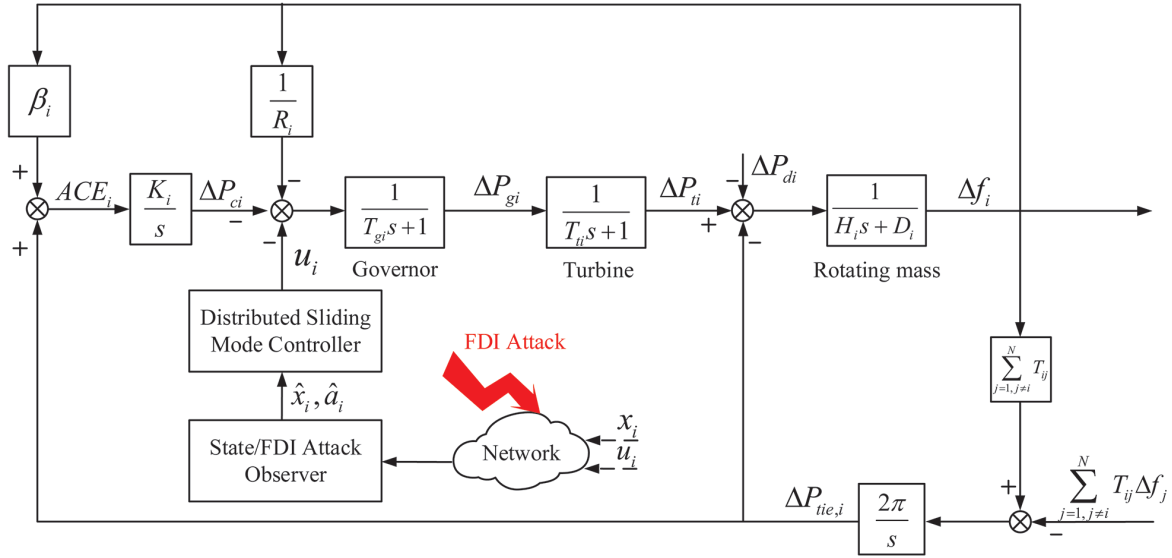 β_i
1
R_i
+
+
ACE_i
K_i
s
ΔP_ci
−
−
−
u_i
1
T_gi s + 1
Governor
ΔP_gi
1
T_ti s + 1
Turbine
ΔP_ti
+
−
−
ΔP_di
1
H_i s + D_i
Rotating mass
Δf_i
Distributed Sliding
Mode Controller
x̂_i, â_i
State/FDI Attack
Observer
FDI Attack
Network
x_i
u_i
N
∑ T_ij
j=1, j≠i
+
−
N
∑ T_ij Δf_j
j=1, j≠i
2π
s
ΔP_tie,i